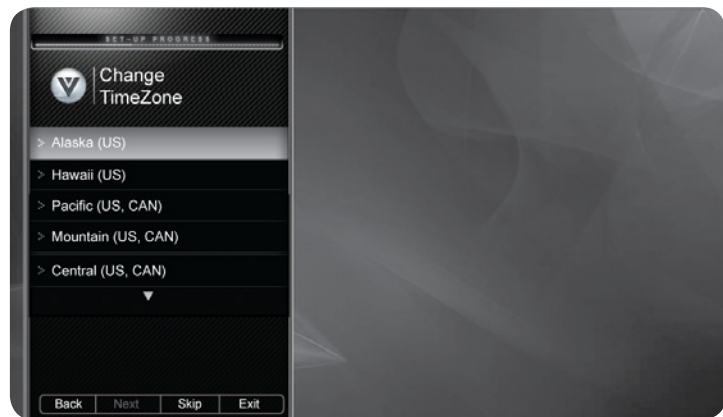 SET-UP PROGRESS
V
Change
TimeZone
> Alaska (US)
> Hawaii (US)
> Pacific (US, CAN)
> Mountain (US, CAN)
> Central (US, CAN)
Back Next Skip Exit